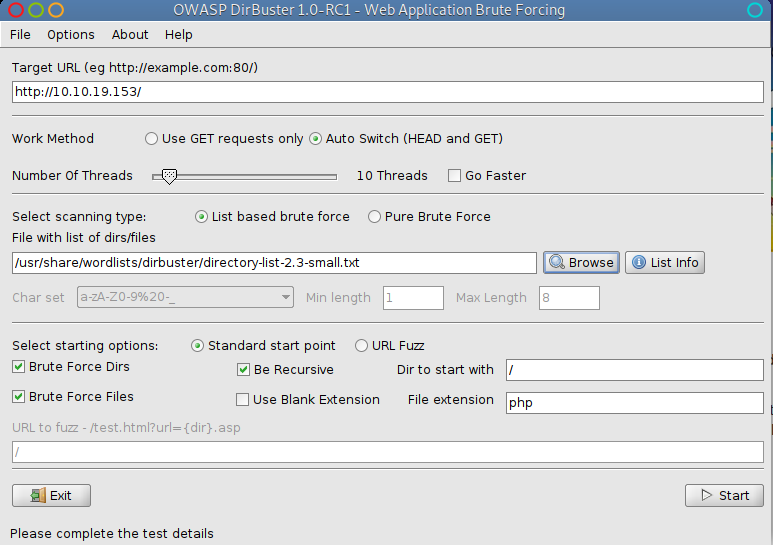 OWASP DirBuster 1.0-RC1 - Web Application Brute Forcing
File Options About Help
Target URL (eg http://example.com:80/)
http://10.10.19.153/
Work Method Use GET requests only Auto Switch (HEAD and GET)
Number Of Threads 10 Threads Go Faster
Select scanning type: List based brute force Pure Brute Force
File with list of dirs/files
/usr/share/wordlists/dirbuster/directory-list-2.3-small.txt Browse List Info
Char set a-zA-Z0-9%20-_ Min length 1 Max Length 8
Select starting options: Standard start point URL Fuzz
Brute Force Dirs Be Recursive Dir to start with /
Brute Force Files Use Blank Extension File extension php
URL to fuzz - /test.html?url={dir}.asp
/
Exit Start
Please complete the test details